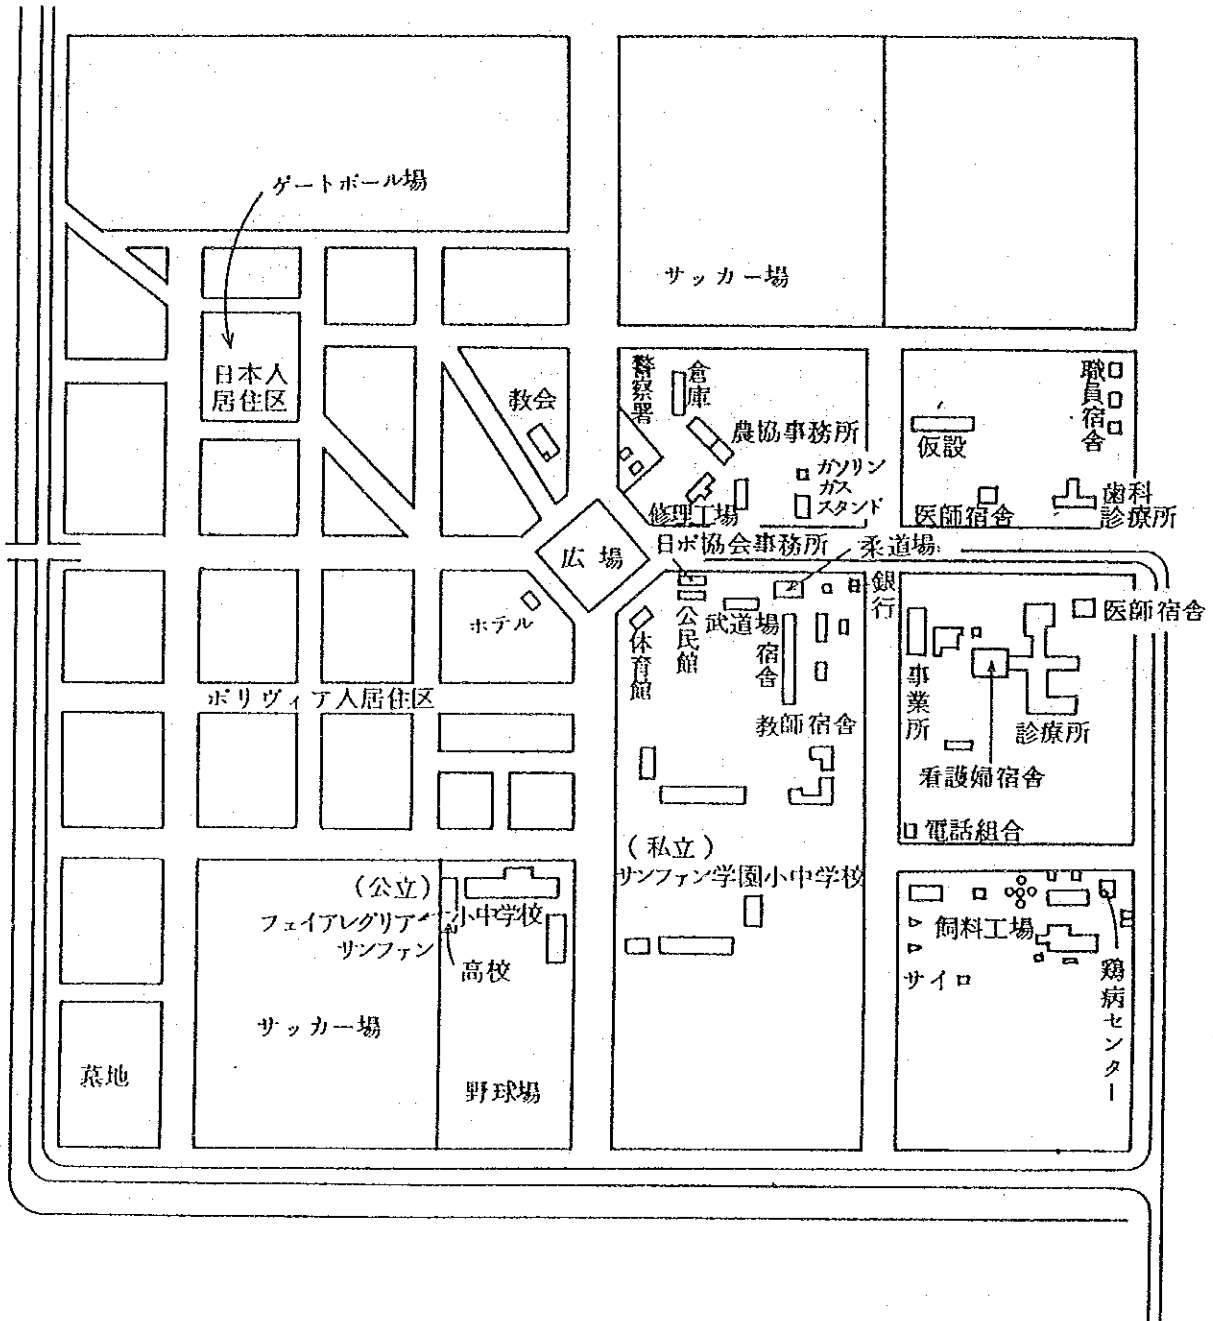 ゲートボール場
サッカー場
日本人
居住区
教会
警察署
倉庫
農協事務所
ガソリン
ガス
スタンド
修理工場
職員宿舎
仮設
医師宿舎
歯科
診療所
広場
日ボ協会事務所
柔道場
銀行
ホテル
体育館
公民館
武道場
宿舎
教師宿舎
医師宿舎
事業所
診療所
看護婦宿舎
電話組合
ボリヴィア人居住区
(公立)
フェイアレグリア
サンファン
小中学校
高校
(私立)
サンファン学園小中学校
飼料工場
サイロ
鶏病センター
サッカー場
野球場
墓地